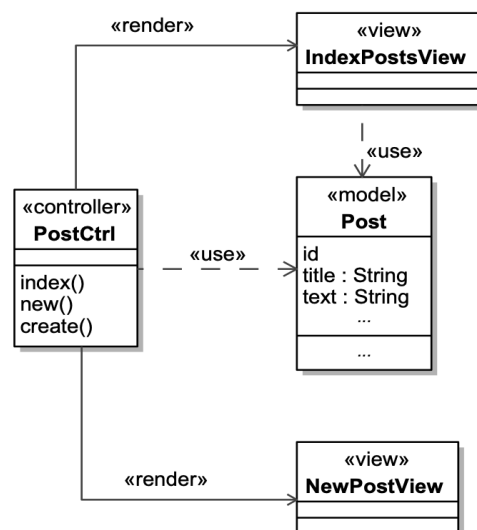 «render»
«view»
IndexPostsView
«use»
«controller»
PostCtrl
index()
new()
create()
«use»
«model»
Post
id
title : String
text : String
...
...
«render»
«view»
NewPostView